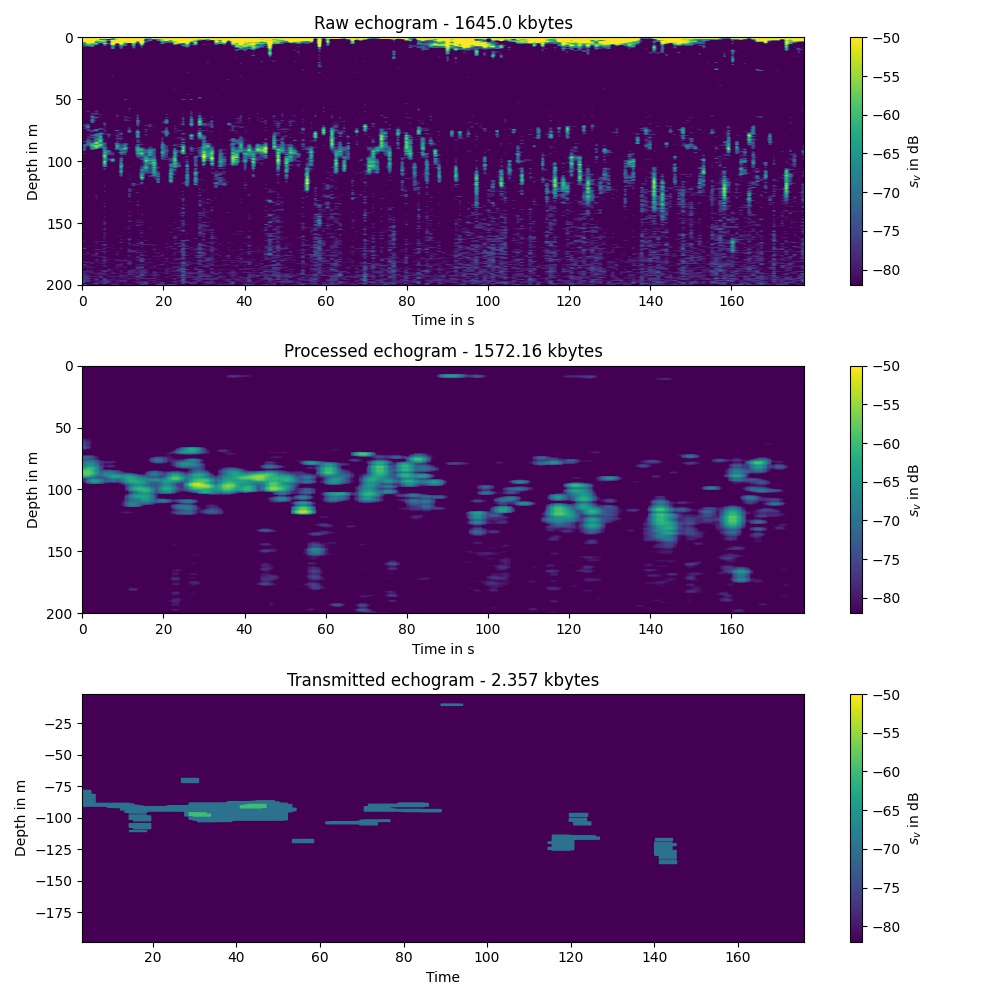 Raw echogram - 1645.0 kbytes
0
50
100
150
200
Depth in m
0 20 40 60 80 100 120 140 160
Time in s
−50
−55
−60
−65
−70
−75
−80
sv in dB
Processed echogram - 1572.16 kbytes
0
50
100
150
200
Depth in m
0 20 40 60 80 100 120 140 160
Time in s
−50
−55
−60
−65
−70
−75
−80
sv in dB
Transmitted echogram - 2.357 kbytes
−25
−50
−75
−100
−125
−150
−175
Depth in m
20 40 60 80 100 120 140 160
Time
−50
−55
−60
−65
−70
−75
−80
sv in dB